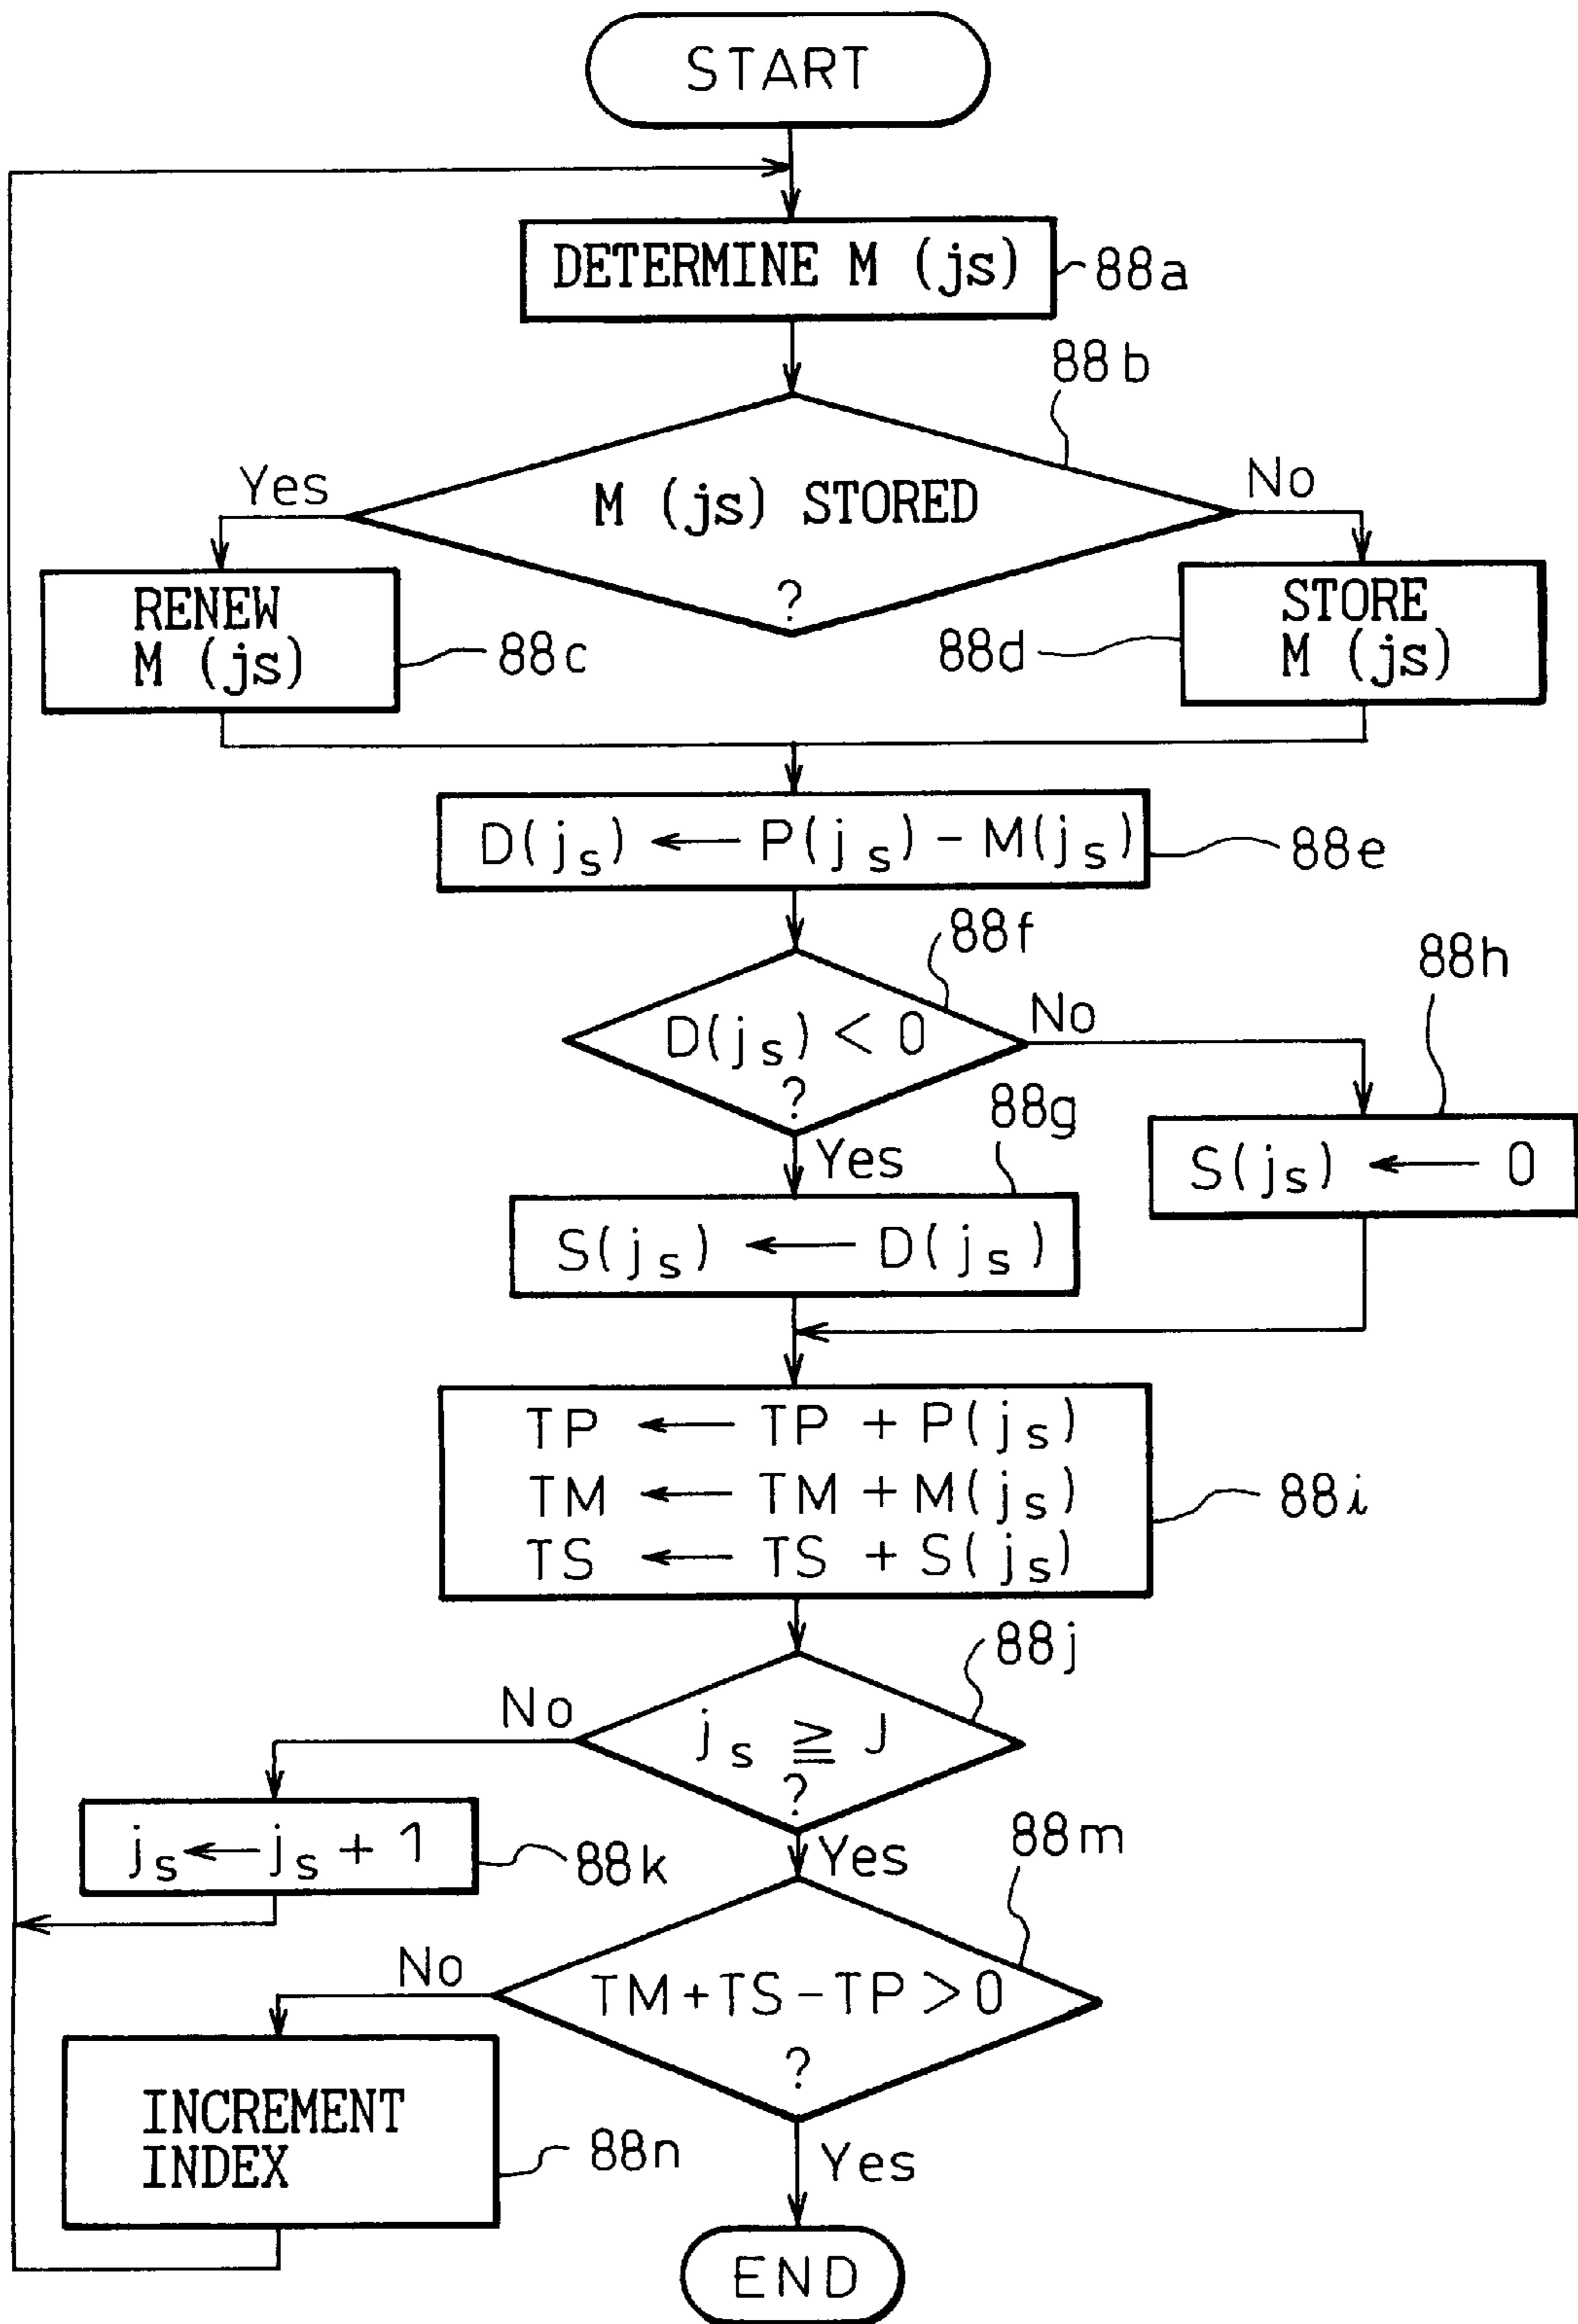 START
DETERMINE M (js)
88a
88b
Yes
M (js) STORED
?
No
RENEW
M (js)
88c
88d
STORE
M (js)
D(js) ← P(js) - M(js)
88e
88f
D(js) < 0
?
No
88h
Yes
88g
S(js) ← 0
S(js) ← D(js)
TP ← TP + P(js)
TM ← TM + M(js)
TS ← TS + S(js)
88i
88j
No
js ≧ J
?
js ← js + 1
88k
Yes
88m
No
TM + TS - TP > 0
?
INCREMENT
INDEX
88n
Yes
END